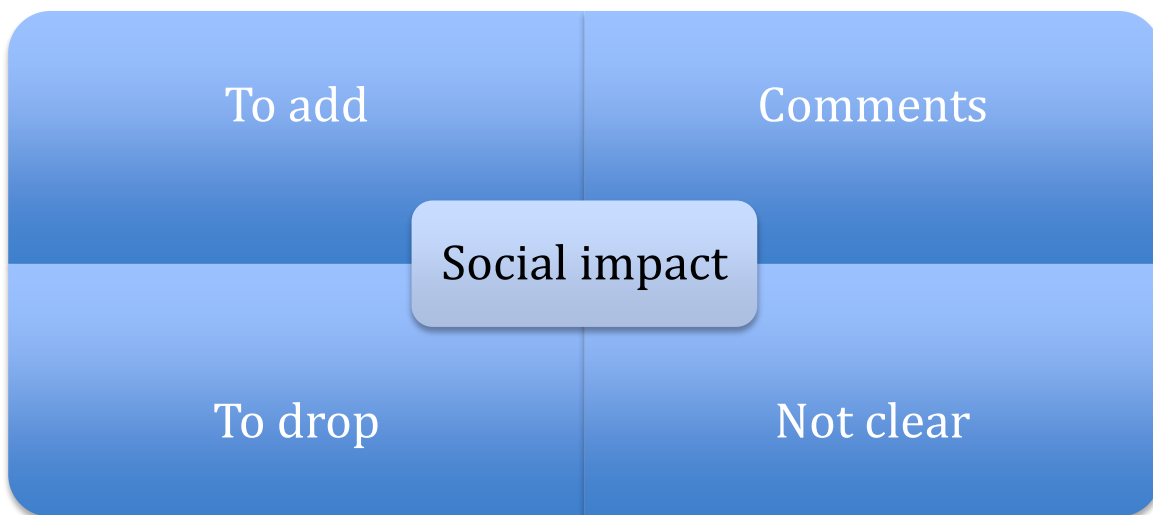 To add
Comments
Social impact
To drop
Not clear